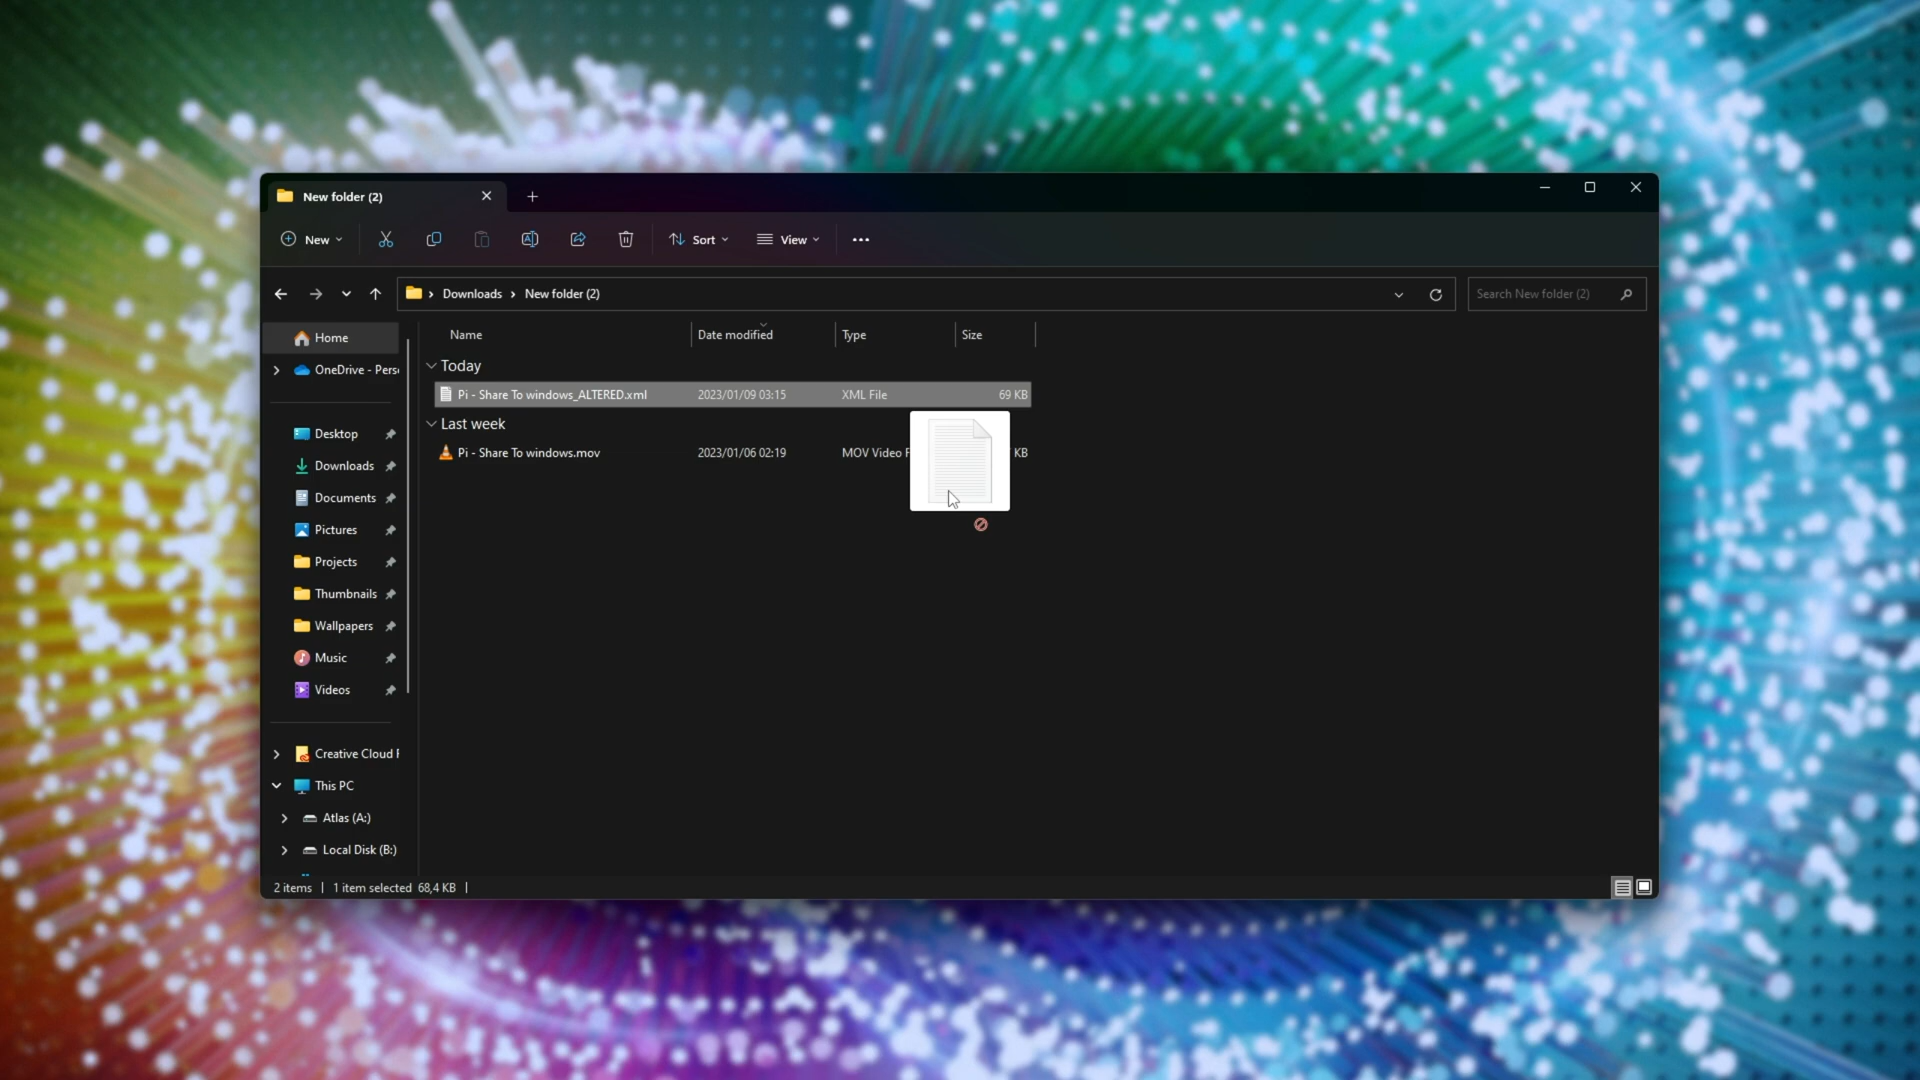 New folder (2)
New
Sort
View
Downloads
New folder (2)
Search New folder (2)
Home
OneDrive - Pers
Desktop
Downloads
Documents
Pictures
Projects
Thumbnails
Wallpapers
Music
Videos
Creative Cloud F
This PC
Atlas (A:)
Local Disk (B:)
Name Date modified Type Size
Today
Pi - Share To windows_ALTERED.xml 2023/01/09 03:15 XML File 69 KB
Last week
Pi - Share To windows.mov 2023/01/06 02:19 MOV Video F KB
2 items | 1 item selected 68,4 KB |